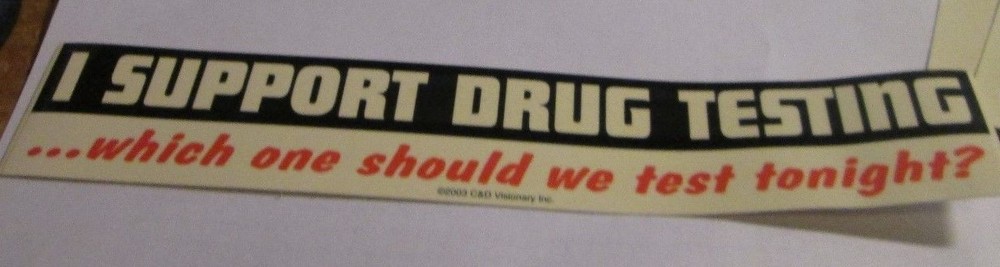 I SUPPORT DRUG TESTING
...which one should we test tonight?
©2003 C&D Visionary Inc.